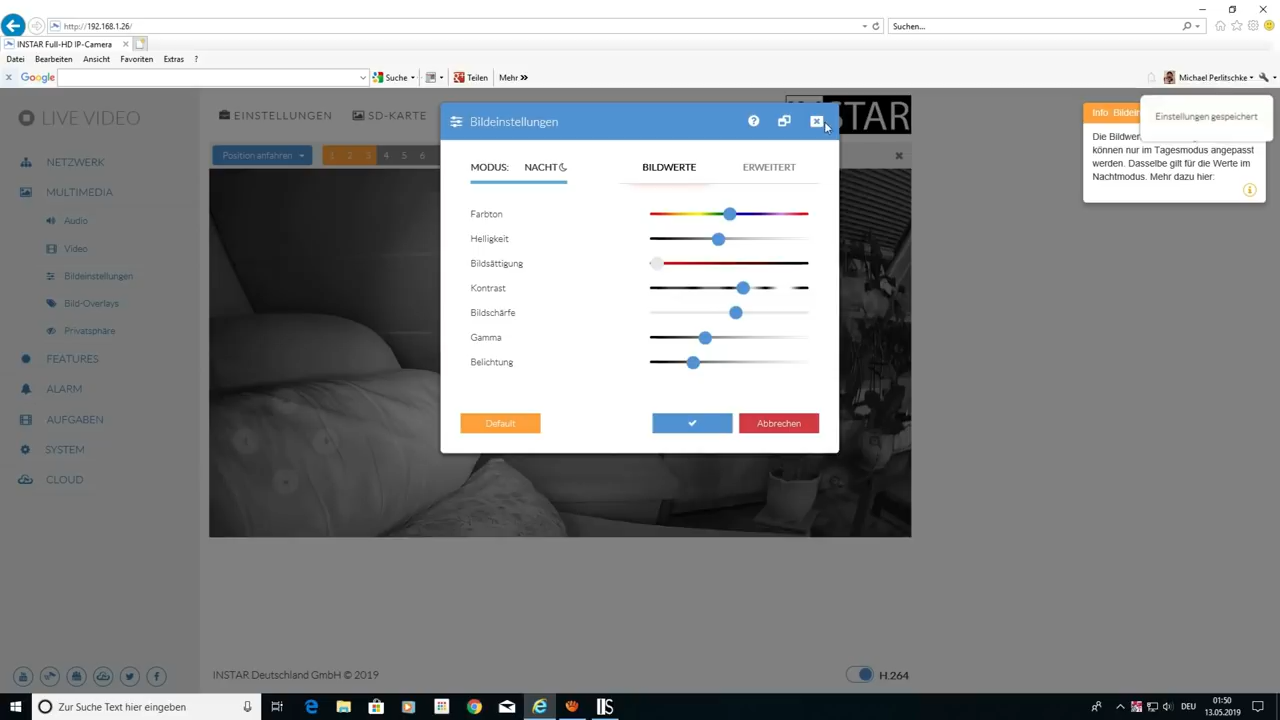 http://192.168.1.26/
Suchen...
INSTAR Full-HD IP-Camera
Datei Bearbeiten Ansicht Favoriten Extras ?
Google Suche Teilen Mehr »
Michael Perlitschke
LIVE VIDEO
EINSTELLUNGEN
SD-KARTE
STAR
Bildeinstellungen
Einstellungen gespeichert
Position anfahren 1 2 3 4 5 6
Die Bildwer
können nur im Tagesmodus angepasst
werden. Dasselbe gilt für die Werte im
Nachtmodus. Mehr dazu hier:
NETZWERK
MULTIMEDIA
Audio
Video
Bildeinstellungen
Bild-Overlays
Privatsphäre
FEATURES
ALARM
AUFGABEN
SYSTEM
CLOUD
MODUS: NACHT
BILDWERTE
ERWEITERT
Farbton
Helligkeit
Bildsättigung
Kontrast
Bildschärfe
Gamma
Belichtung
Default
Abbrechen
INSTAR Deutschland GmbH © 2019
H.264
Zur Suche Text hier eingeben
DEU
01:50
13.05.2019